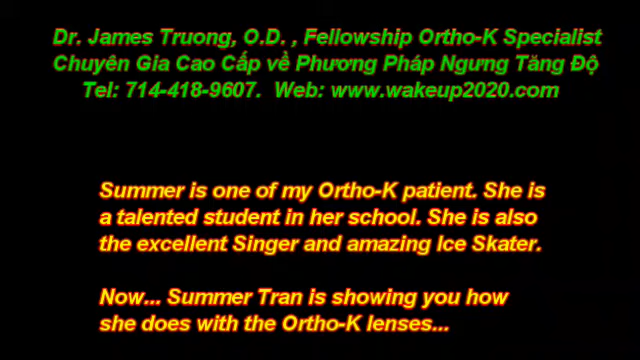 Dr. James Truong, O.D. , Fellowship Ortho-K Specialist
Chuyên Gia Cao Cấp về Phương Pháp Ngưng Tăng Độ
Tel: 714-418-9607. Web: www.wakeup2020.com
Summer is one of my Ortho-K patient. She is
a talented student in her school. She is also
the excellent Singer and amazing Ice Skater.
Now... Summer Tran is showing you how
she does with the Ortho-K lenses...